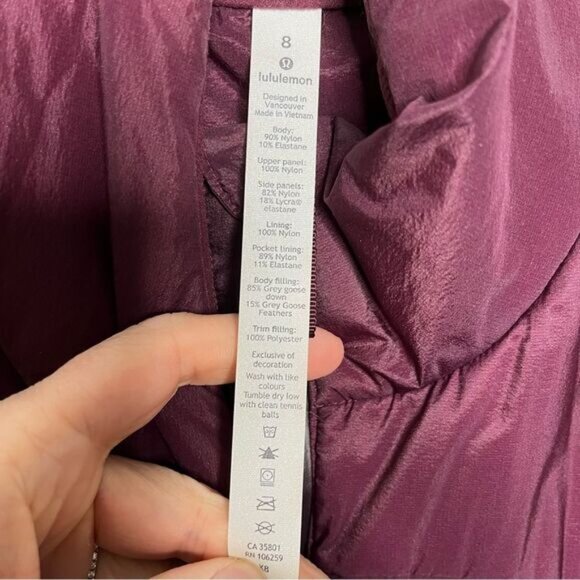 8
lululemon
Designed in
Vancouver
Made in Vietnam
Body:
90% Nylon
10% Elastane
Upper panel:
100% Nylon
Side panels:
82% Nylon
18% Lycra®
elastane
Lining:
100% Nylon
Pocket lining:
89% Nylon
11% Elastane
Body filling:
85% Grey goose
down
15% Grey Goose
Feathers
Trim filling:
100% Polyester
Exclusive of
decoration
Wash with like
colours
Tumble dry low
with clean tennis
balls
CA 35801
RN 106259